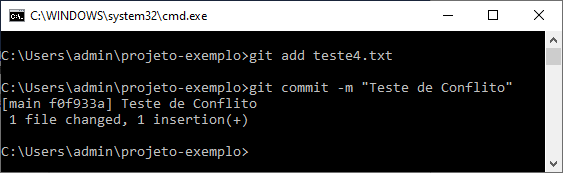 C:\WINDOWS\system32\cmd.exe
C:\Users\admin\projeto-exemplo>git add teste4.txt
C:\Users\admin\projeto-exemplo>git commit -m "Teste de Conflito"
[main f0f933a] Teste de Conflito
 1 file changed, 1 insertion(+)
C:\Users\admin\projeto-exemplo>